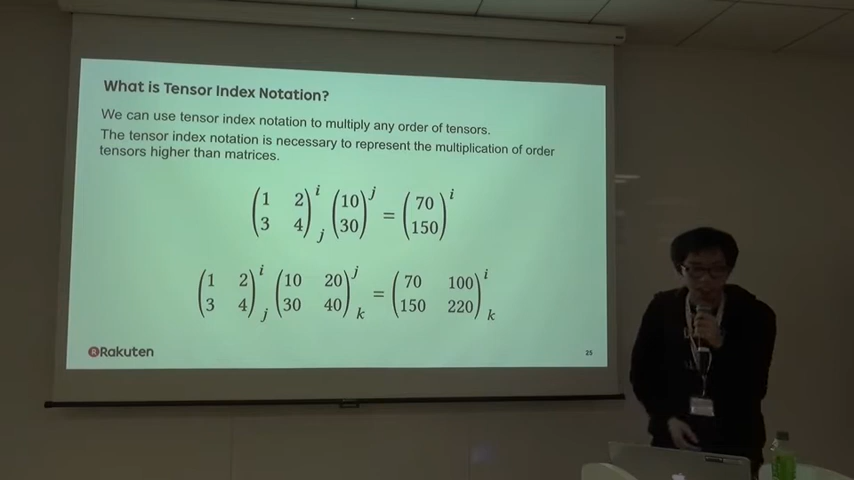 What is Tensor Index Notation?
We can use tensor index notation to multiply any order of tensors.
The tensor index notation is necessary to represent the multiplication of order
tensors higher than matrices.
(1 2 3 4)^i_j (10 30)^j = (70 150)^i
(1 2 3 4)^i_j (10 20 30 40)^j_k = (70 100 150 220)^i_k
Rakuten
25